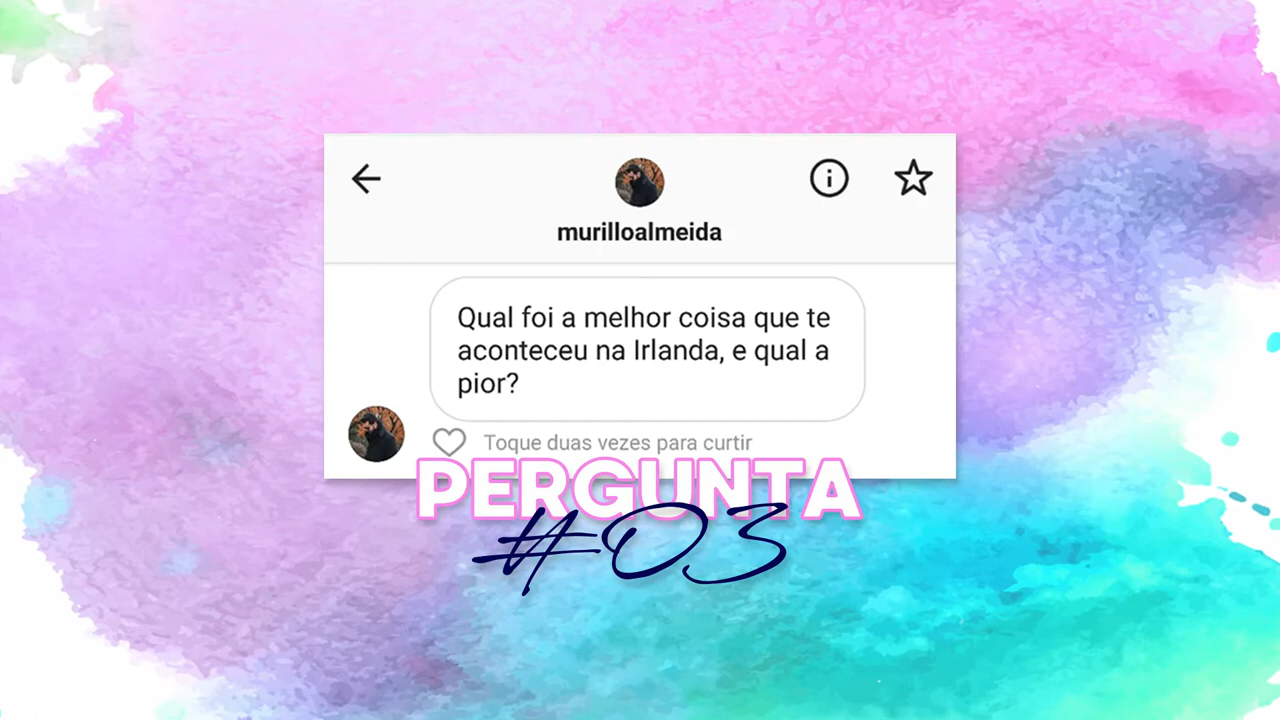 murilloalmeida
Qual foi a melhor coisa que te
aconteceu na Irlanda, e qual a
pior?
Toque duas vezes para curtir
PERGUNTA
#03